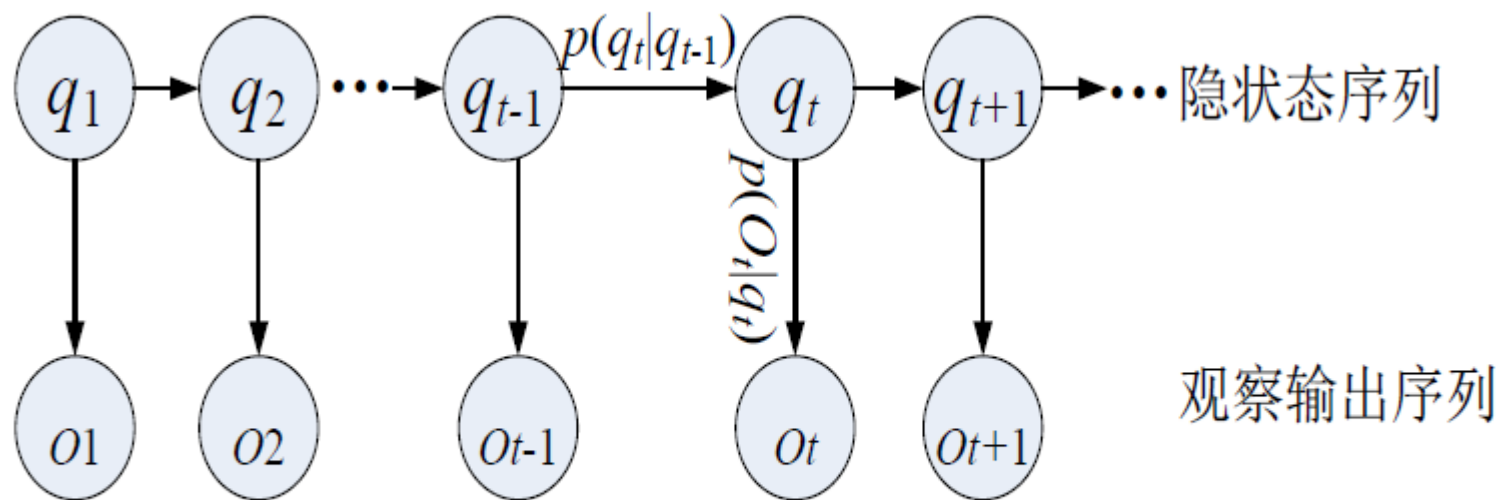 p(qt|qt-1)
q1 q2 ••• qt-1 qt qt+1 ••• 隐状态序列
p(Ot|qt)
O1 O2 Ot-1 Ot Ot+1 观察输出序列